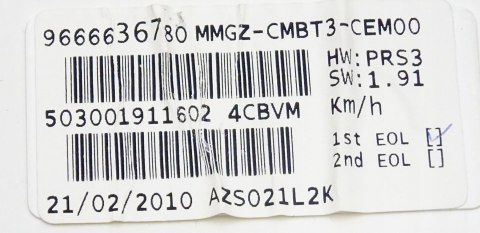 9666636780 MMGZ-CMBT3-CEM00
HW:PRS3
SW:1.91
503001911602 4CBVM
Km/h
1st EOL []
2nd EOL []
21/02/2010 AZS021L2K